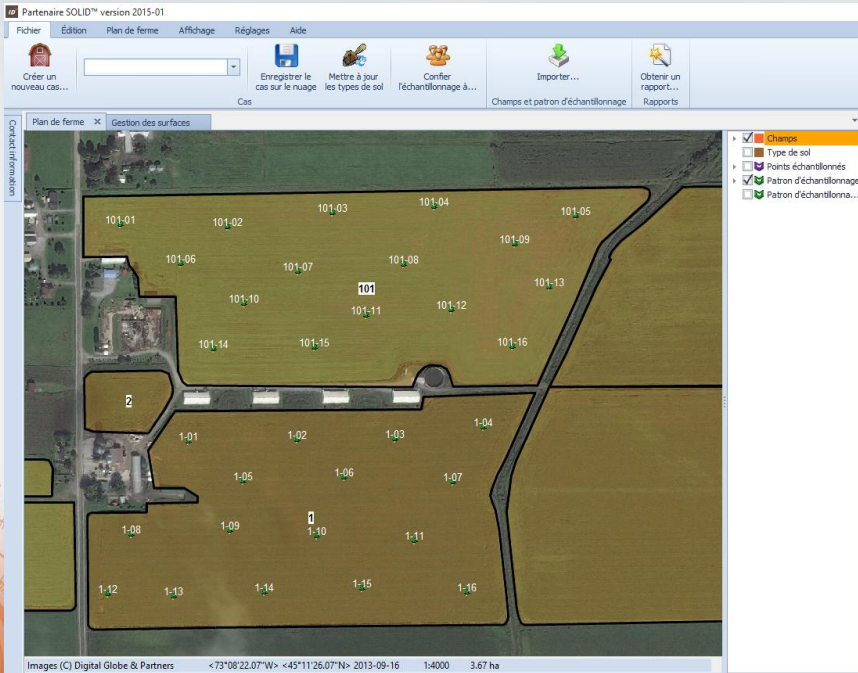 ID Partenaire SOLID™ version 2015-01
Fichier Édition Plan de ferme Affichage Réglages Aide
Créer un
nouveau cas...
Enregistrer le
cas sur le nuage
Mettre à jour
les types de sol
Confier
l'échantillonnage à...
Importer...
Obtenir un
rapport...
Cas
Champs et patron d'échantillonnage
Rapports
Contact information
Plan de ferme
Gestion des surfaces
Champs
Type de sol
Points échantillonnés
Patron d'échantillonnage
Patron d'échantillonna...
101-01
101-02
101-03
101-04
101-05
101-06
101-07
101-08
101-09
101
101-10
101-11
101-12
101-13
101-14
101-15
101-16
2
1-01
1-02
1-03
1-04
1-05
1-06
1-07
1
1-08
1-09
1-10
1-11
1-12
1-13
1-14
1-15
1-16
Images (C) Digital Globe & Partners <73°08'22.07"W> <45°11'26.07"N> 2013-09-16 1:4000 3.67 ha